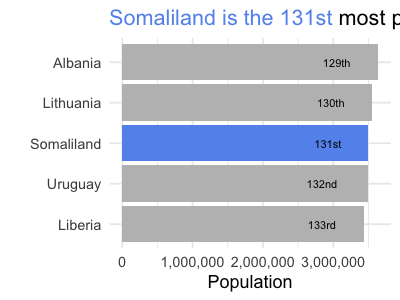 Somaliland is the 131st most p
Albania 129th
Lithuania 130th
Somaliland 131st
Uruguay 132nd
Liberia 133rd
0 1,000,000 2,000,000 3,000,000
Population